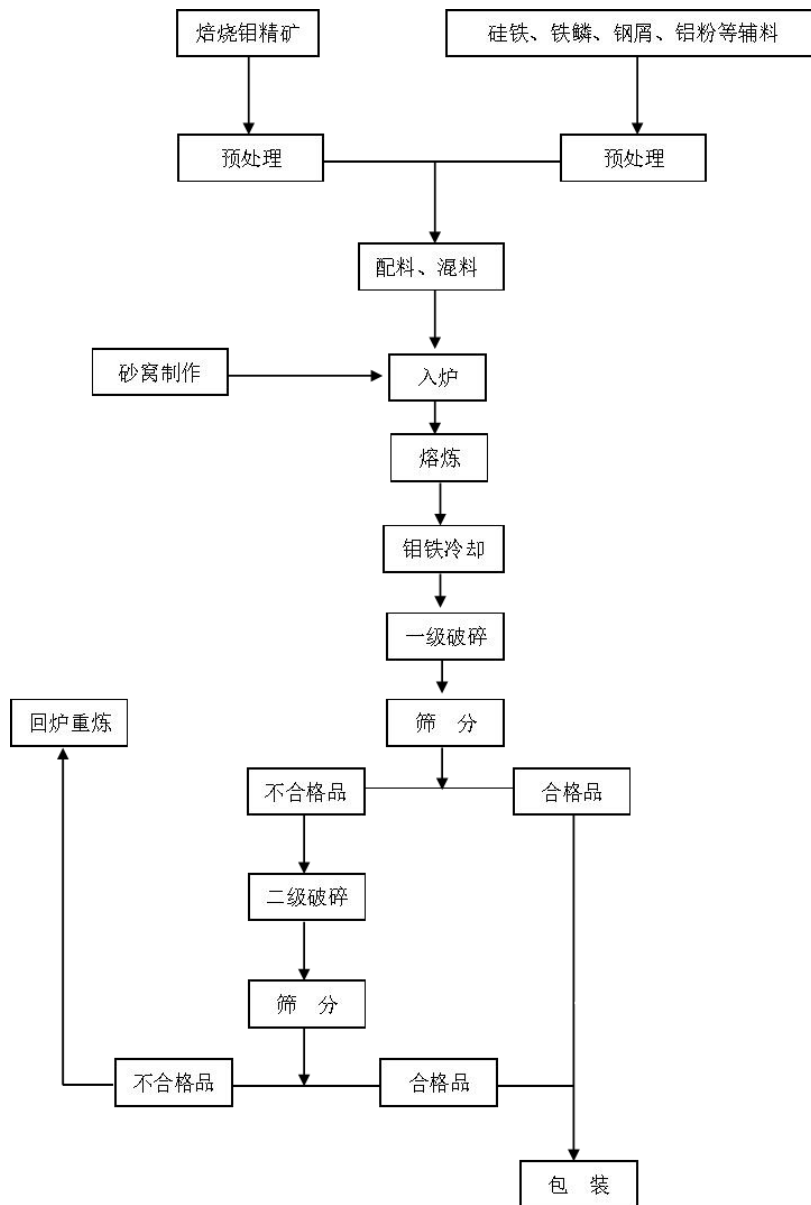 焙烧钼精矿
硅铁、铁鳞、钢屑、铝粉等辅料
预处理
预处理
配料、混料
砂窝制作
入炉
熔炼
钼铁冷却
一级破碎
回炉重炼
筛 分
不合格品
合格品
二级破碎
筛 分
不合格品
合格品
包 装